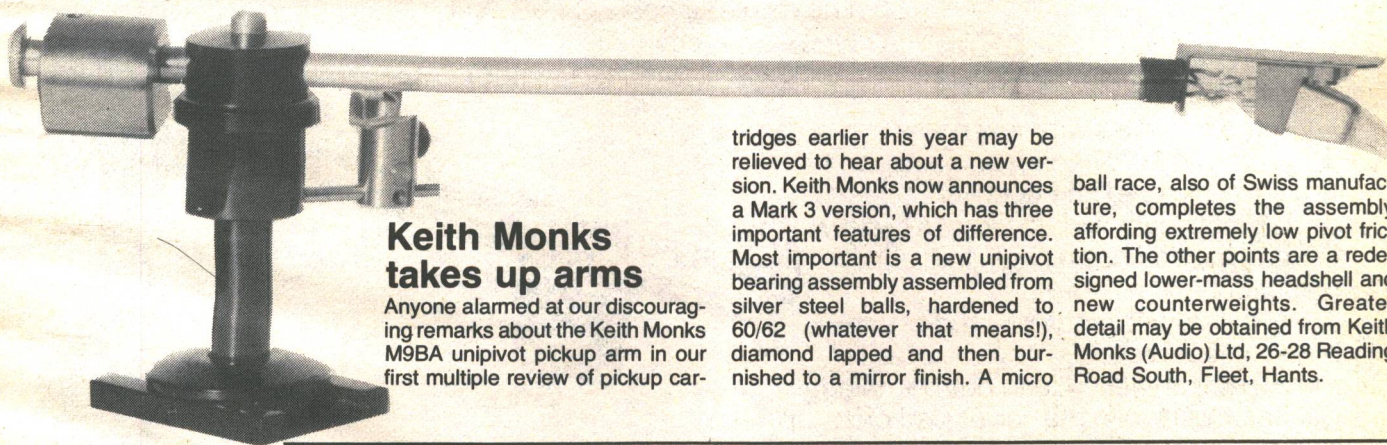 Keith Monks
takes up arms
Anyone alarmed at our discourag-
ing remarks about the Keith Monks
M9BA unipivot pickup arm in our
first multiple review of pickup car-
tridges earlier this year may be
relieved to hear about a new ver-
sion. Keith Monks now announces
a Mark 3 version, which has three
important features of difference.
Most important is a new unipivot
bearing assembly assembled from
silver steel balls, hardened to
60/62 (whatever that means!),
diamond lapped and then bur-
nished to a mirror finish. A micro
ball race, also of Swiss manufac
ture, completes the assembly
affording extremely low pivot fric
tion. The other points are a rede
signed lower-mass headshell and
new counterweights. Greate
detail may be obtained from Keith
Monks (Audio) Ltd, 26-28 Reading
Road South, Fleet, Hants.